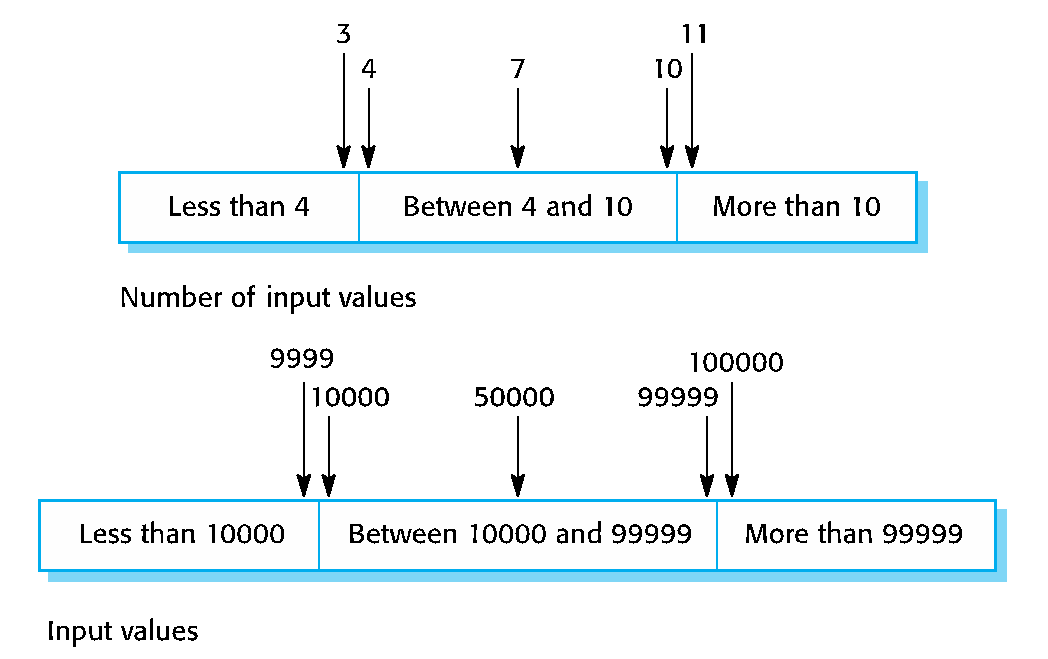 3
11
4
7
10
Less than 4
Between 4 and 10
More than 10
Number of input values
9999
100000
10000
50000
99999
Less than 10000
Between 10000 and 99999
More than 99999
Input values